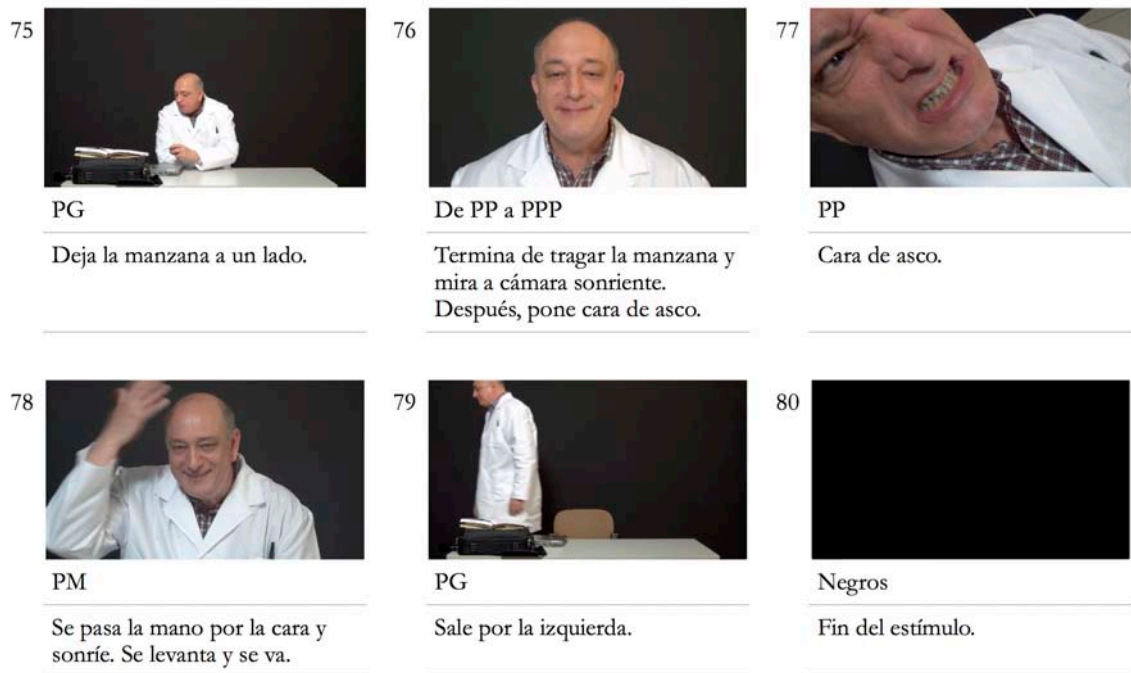 75
PG
Deja la manzana a un lado.
76
De PP a PPP
Termina de tragar la manzana y
mira a cámara sonriente.
Después, pone cara de asco.
77
PP
Cara de asco.
78
PM
Se pasa la mano por la cara y
sonríe. Se levanta y se va.
79
PG
Sale por la izquierda.
80
Negros
Fin del estímulo.